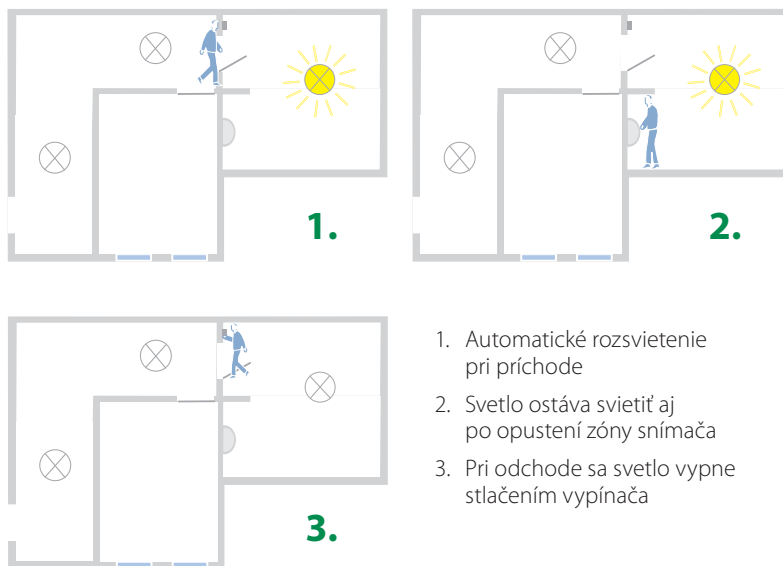 1.
2.
3.
1. Automatické rozsvietenie
pri príchode
2. Svetlo ostáva svietiť aj
po opustení zóny snímača
3. Pri odchode sa svetlo vypne
stlačením vypínača